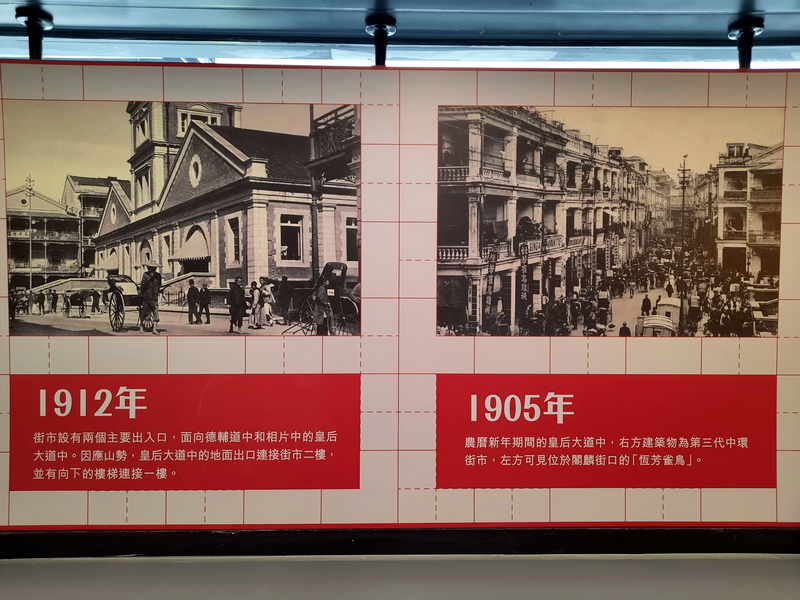 1912年
街市設有兩個主要出入口，面向德輔道中和相片中的皇后
大道中。因應山勢，皇后大道中的地面出口連接街市二樓，
並有向下的樓梯連接一樓。
1905年
農曆新年期間的皇后大道中，右方建築物為第三代中環
街市，左方可見位於閣麟街口的「恆芳雀鳥」。